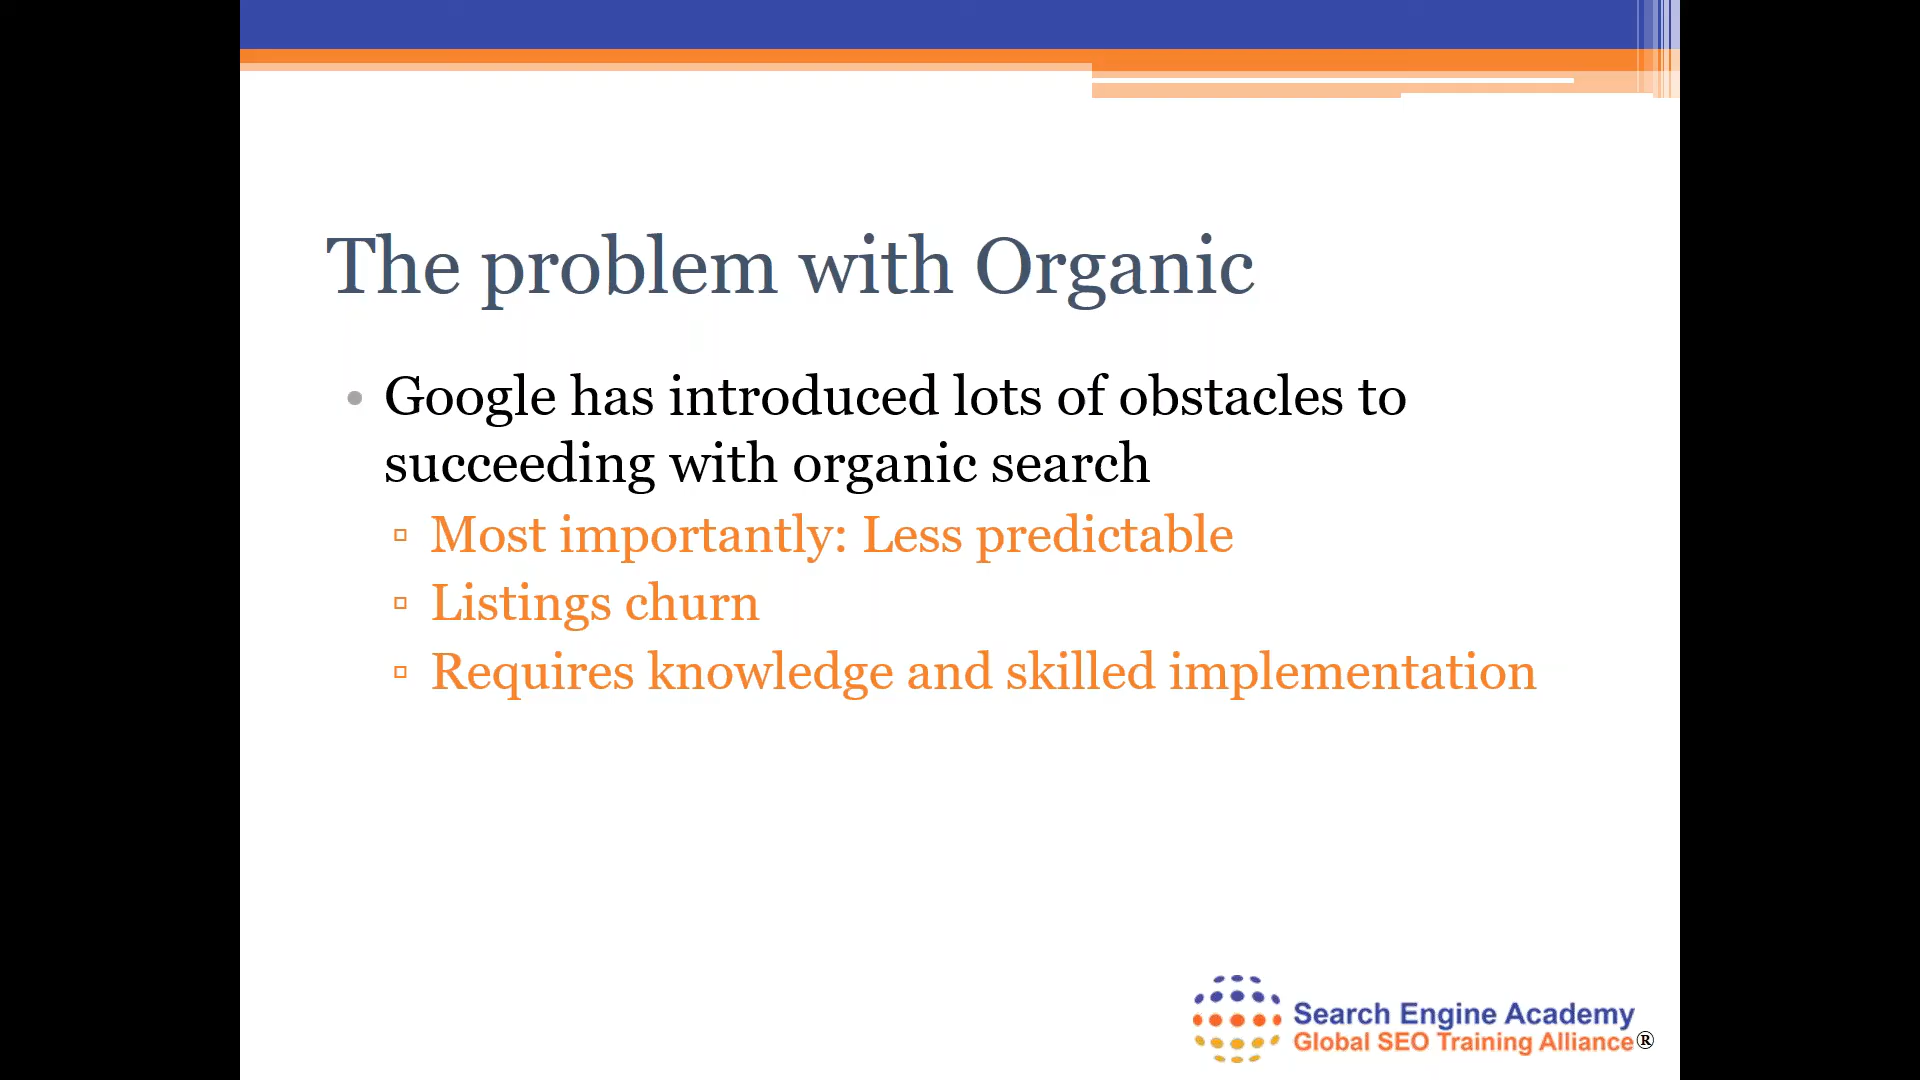 The problem with Organic
• Google has introduced lots of obstacles to
succeeding with organic search
▫ Most importantly: Less predictable
▫ Listings churn
▫ Requires knowledge and skilled implementation
Search Engine Academy
Global SEO Training Alliance®